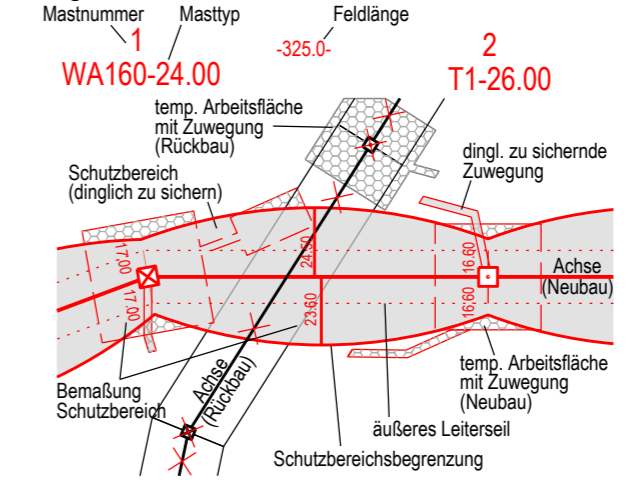 Mastnummer
Masttyp
Feldlänge
1
WA160-24.00
-325.0-
2
T1-26.00
temp. Arbeitsfläche
mit Zuwegung
(Rückbau)
dingl. zu sichernde
Zuwegung
Schutzbereich
(dinglich zu sichern)
17.00
17.00
24.50
23.60
16.60
16.60
Achse
(Neubau)
Achse
(Rückbau)
Bemaßung
Schutzbereich
temp. Arbeitsfläche
mit Zuwegung
(Neubau)
äußeres Leiterseil
Schutzbereichsbegrenzung